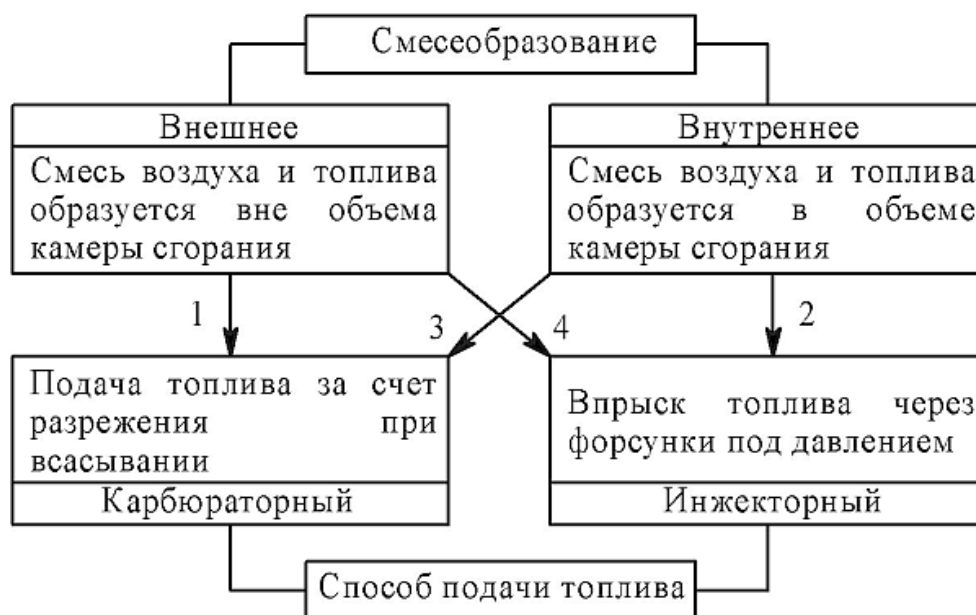 Смесеобразование
Внешнее
Смесь воздуха и топлива
образуется вне объема
камеры сгорания
Внутреннее
Смесь воздуха и топлива
образуется в объеме
камеры сгорания
1
3
4
2
Подача топлива за счет
разрежения при
всасывании
Карбюраторный
Впрыск топлива через
форсунки под давлением
Инжекторный
Способ подачи топлива